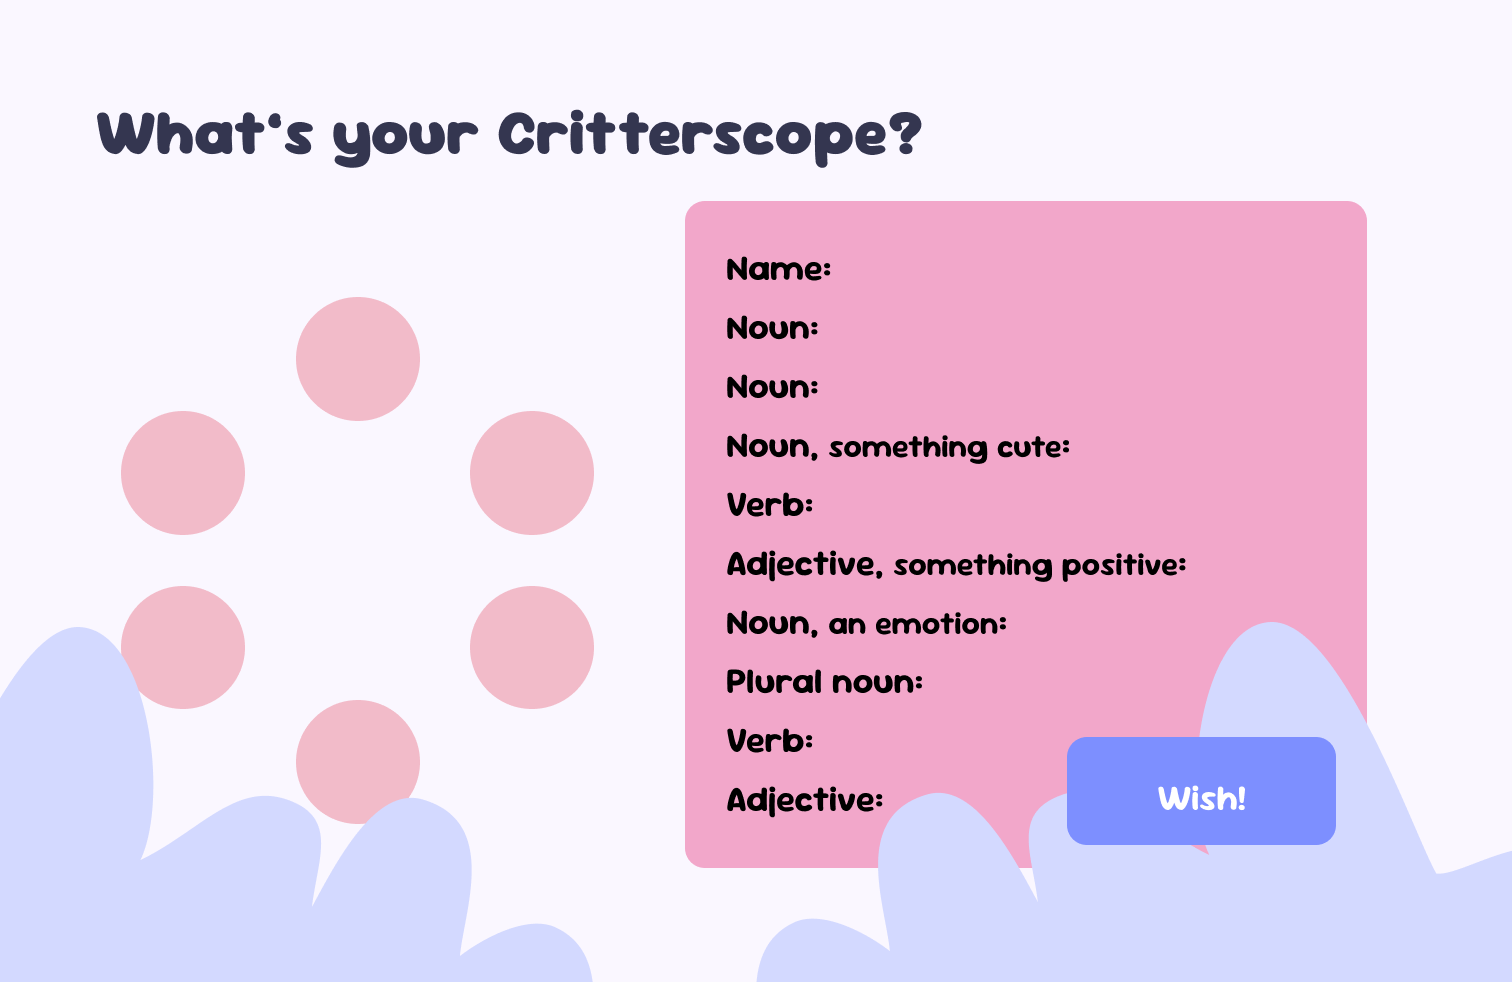 What's your Critterscope?
Name:
Noun:
Noun:
Noun, something cute:
Verb:
Adjective, something positive:
Noun, an emotion:
Plural noun:
Verb:
Adjective:
Wish!